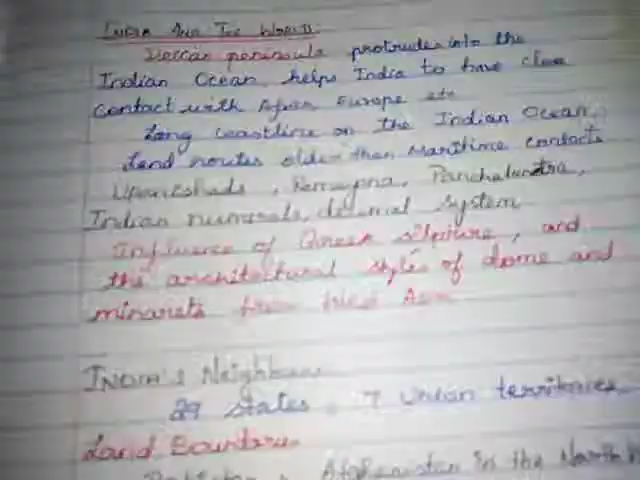 INDIA AND THE WORLD
Deccan peninsula protrudes into the
Indian Ocean helps India to have close
contact with Africa Europe etc
Long coastline on the Indian Ocean.
Land routes older than Maritime contacts
Upanishads, Ramayna, Panchatantra,
Indian numerals, decimal system
Influence of Greek sculpture, and
the architectural styles of dome and
minarets from West Asia
INDIA'S Neighbours
29 states, 7 Union territories
Land Boundaries
Afghanistan in the North